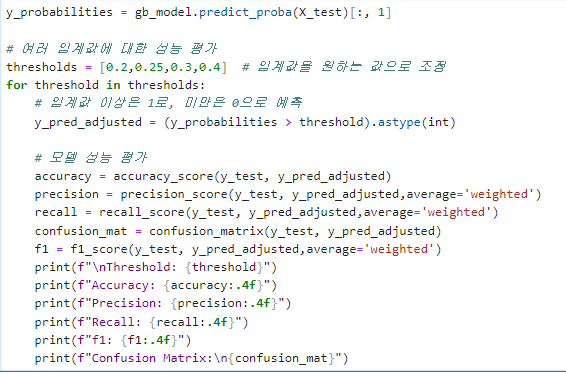 y_probabilities = gb_model.predict_proba(X_test)[:, 1]

# 여러 임계값에 대한 성능 평가
thresholds = [0.2,0.25,0.3,0.4]  # 임계값을 원하는 값으로 조정
for threshold in thresholds:
    # 임계값 이상은 1로, 미만은 0으로 예측
    y_pred_adjusted = (y_probabilities > threshold).astype(int)

    # 모델 성능 평가
    accuracy = accuracy_score(y_test, y_pred_adjusted)
    precision = precision_score(y_test, y_pred_adjusted,average='weighted')
    recall = recall_score(y_test, y_pred_adjusted,average='weighted')
    confusion_mat = confusion_matrix(y_test, y_pred_adjusted)
    f1 = f1_score(y_test, y_pred_adjusted,average='weighted')
    print(f"\nThreshold: {threshold}")
    print(f"Accuracy: {accuracy:.4f}")
    print(f"Precision: {precision:.4f}")
    print(f"Recall: {recall:.4f}")
    print(f"f1: {f1:.4f}")
    print(f"Confusion Matrix:\n{confusion_mat}")